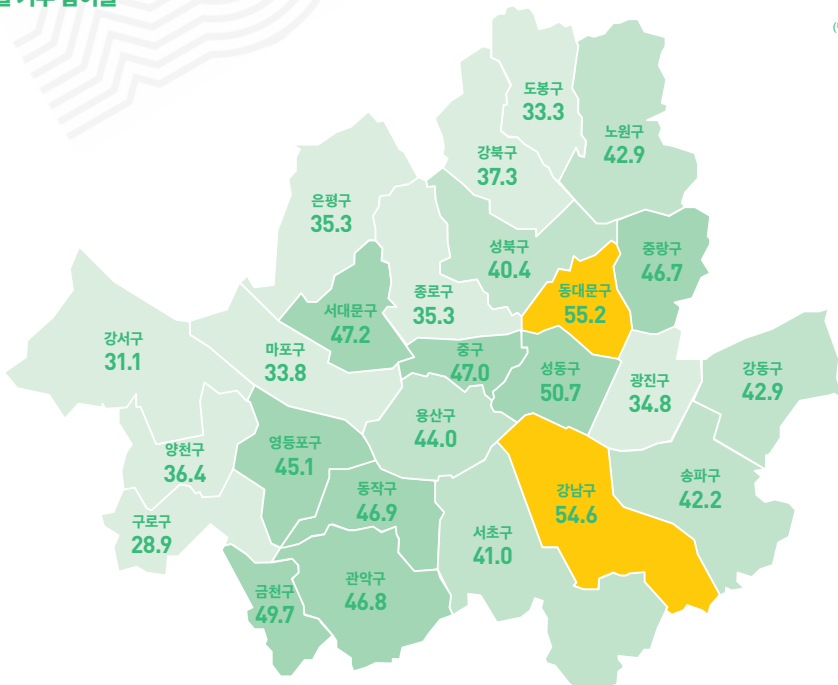 도봉구
33.3
노원구
42.9
강북구
37.3
은평구
35.3
성북구
40.4
중랑구
46.7
종로구
35.3
동대문구
55.2
서대문구
47.2
강서구
31.1
마포구
33.8
중구
47.0
성동구
50.7
광진구
34.8
강동구
42.9
용산구
44.0
양천구
36.4
영등포구
45.1
동작구
46.9
강남구
54.6
송파구
42.2
구로구
28.9
서초구
41.0
금천구
49.7
관악구
46.8